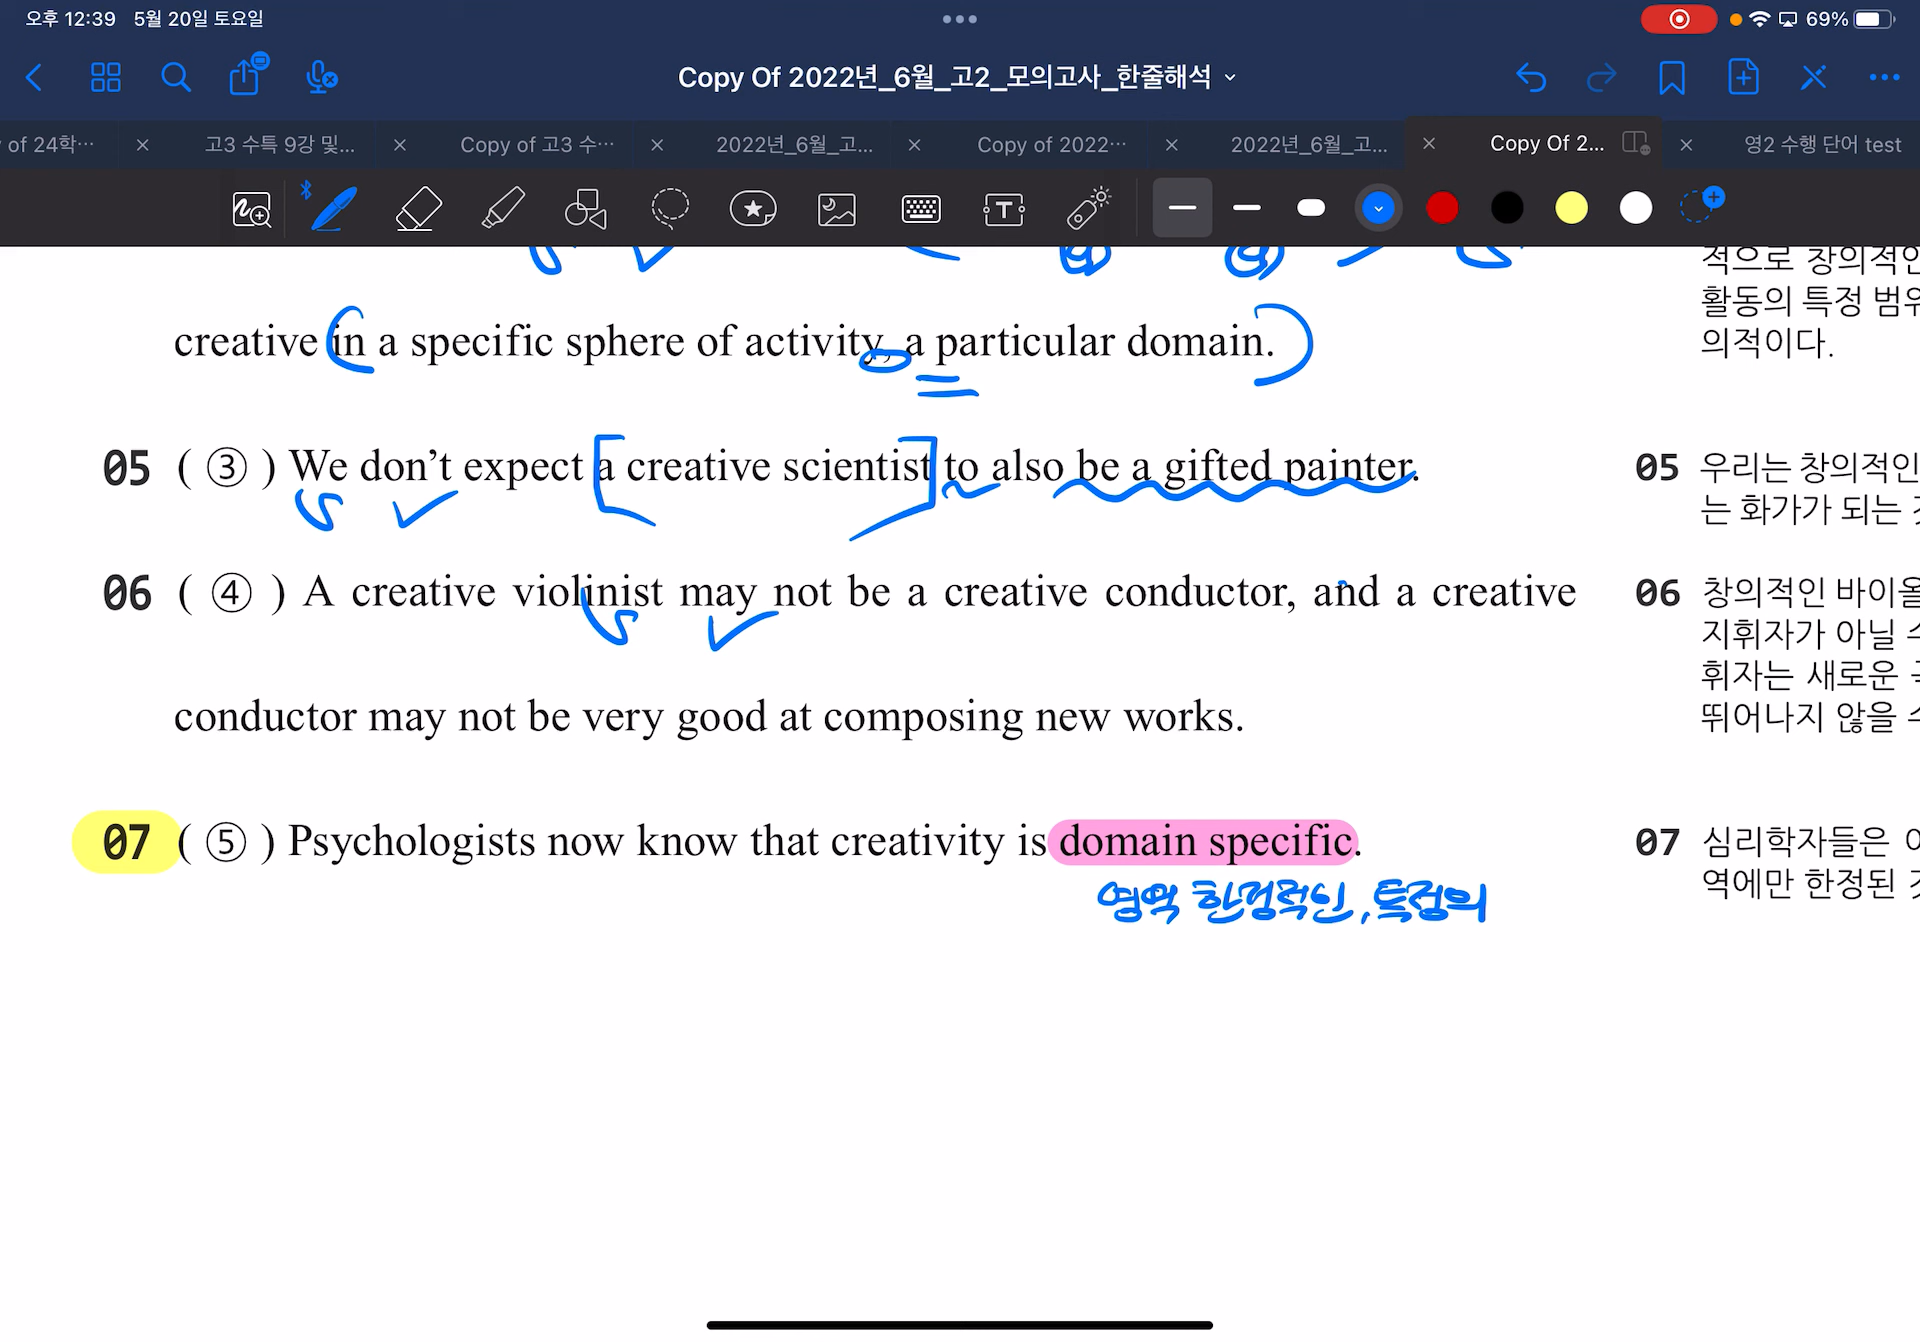 오후 12:39 5월 20일 토요일
69%
Copy Of 2022년_6월_고2_모의고사_한줄해석
of 24학… 고3 수특 9강 및... Copy of 고3 수… 2022년_6월_고... Copy of 2022… 2022년_6월_고... Copy Of 2... 영2 수행 단어 test
creative in a specific sphere of activity, a particular domain.
05 ( ③ ) We don't expect a creative scientist to also be a gifted painter.
06 ( ④ ) A creative violinist may not be a creative conductor, and a creative
conductor may not be very good at composing new works.
07 ( ⑤ ) Psychologists now know that creativity is domain specific.
영역 한정적인, 특정의
적으로 창의적인
활동의 특정 범위
의적이다.
05 우리는 창의적인
는 화가가 되는
06 창의적인 바이올
지휘자가 아닐
휘자는 새로운
뛰어나지 않을
07 심리학자들은
역에만 한정된